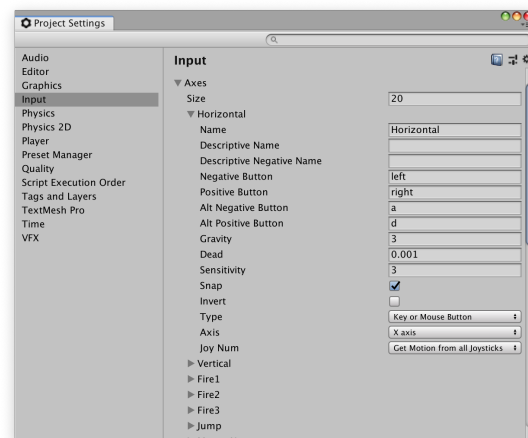 Project Settings
Audio
Editor
Graphics
Input
Physics
Physics 2D
Player
Preset Manager
Quality
Script Execution Order
Tags and Layers
TextMesh Pro
Time
VFX
Input
Axes
Size 20
Horizontal
Name Horizontal
Descriptive Name
Descriptive Negative Name
Negative Button left
Positive Button right
Alt Negative Button a
Alt Positive Button d
Gravity 3
Dead 0.001
Sensitivity 3
Snap
Invert
Type Key or Mouse Button
Axis X axis
Joy Num Get Motion from all Joysticks
Vertical
Fire1
Fire2
Fire3
Jump